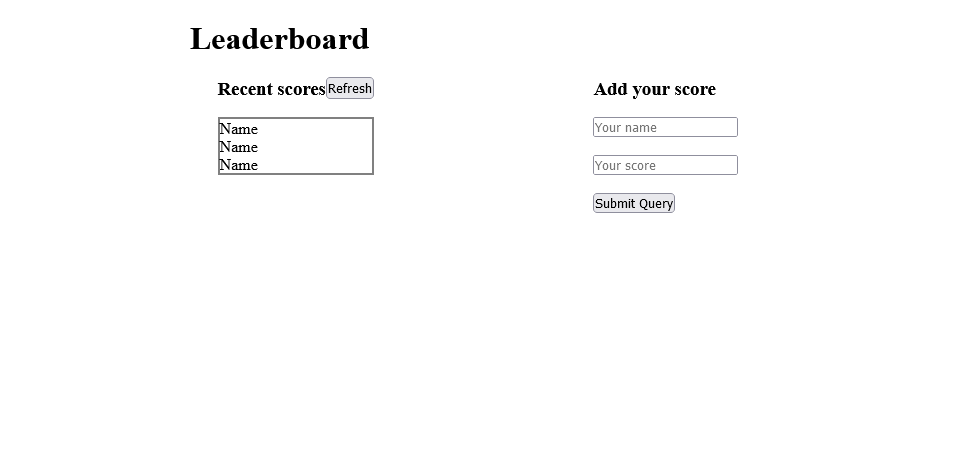 Leaderboard
Recent scores Refresh
Name
Name
Name
Add your score
Your name
Your score
Submit Query